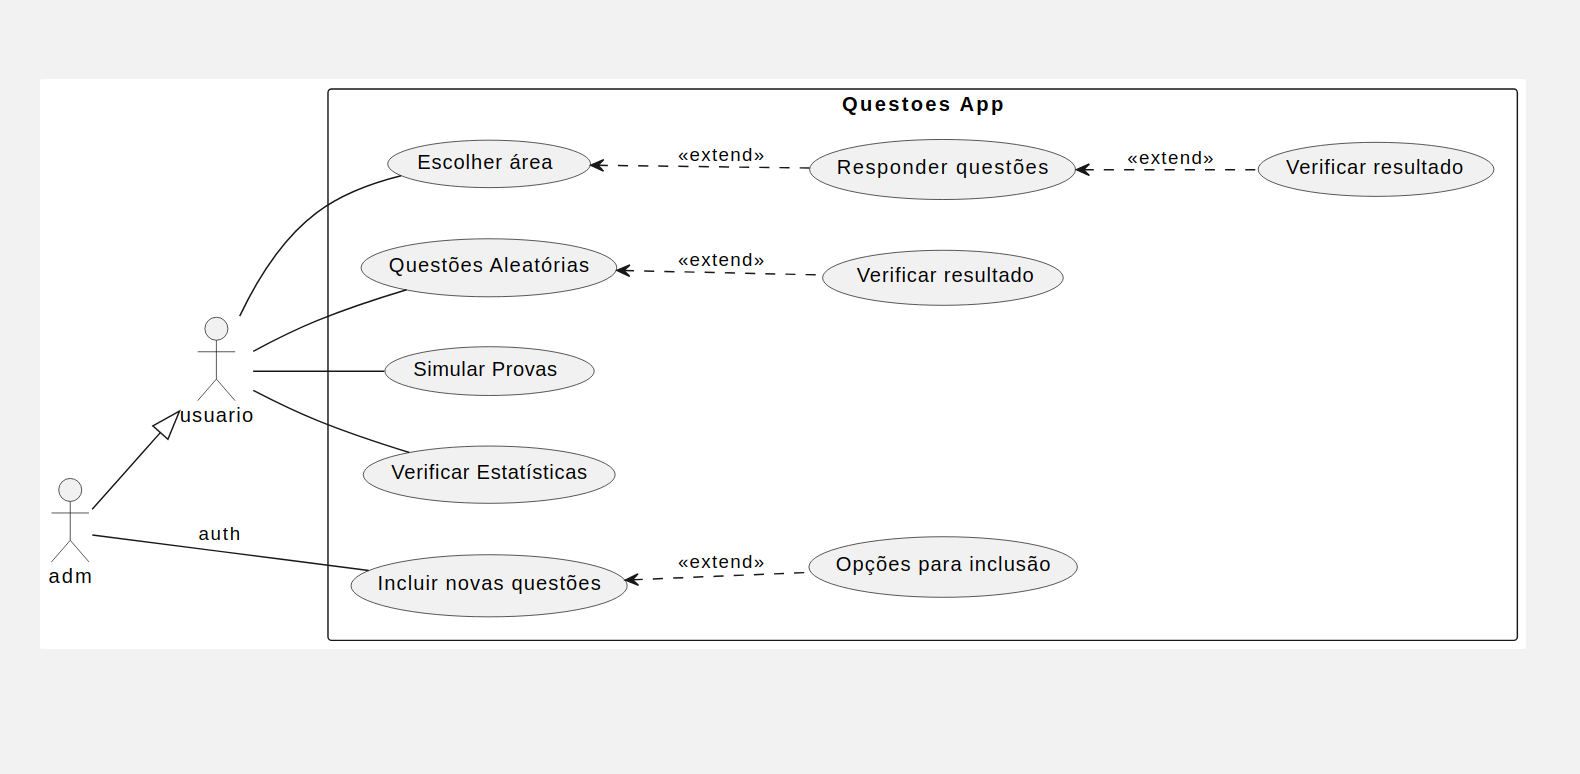 Questoes App
Escolher área
«extend»
Responder questões
«extend»
Verificar resultado
Questões Aleatórias
«extend»
Verificar resultado
Simular Provas
usuario
Verificar Estatísticas
auth
adm
Incluir novas questões
«extend»
Opções para inclusão